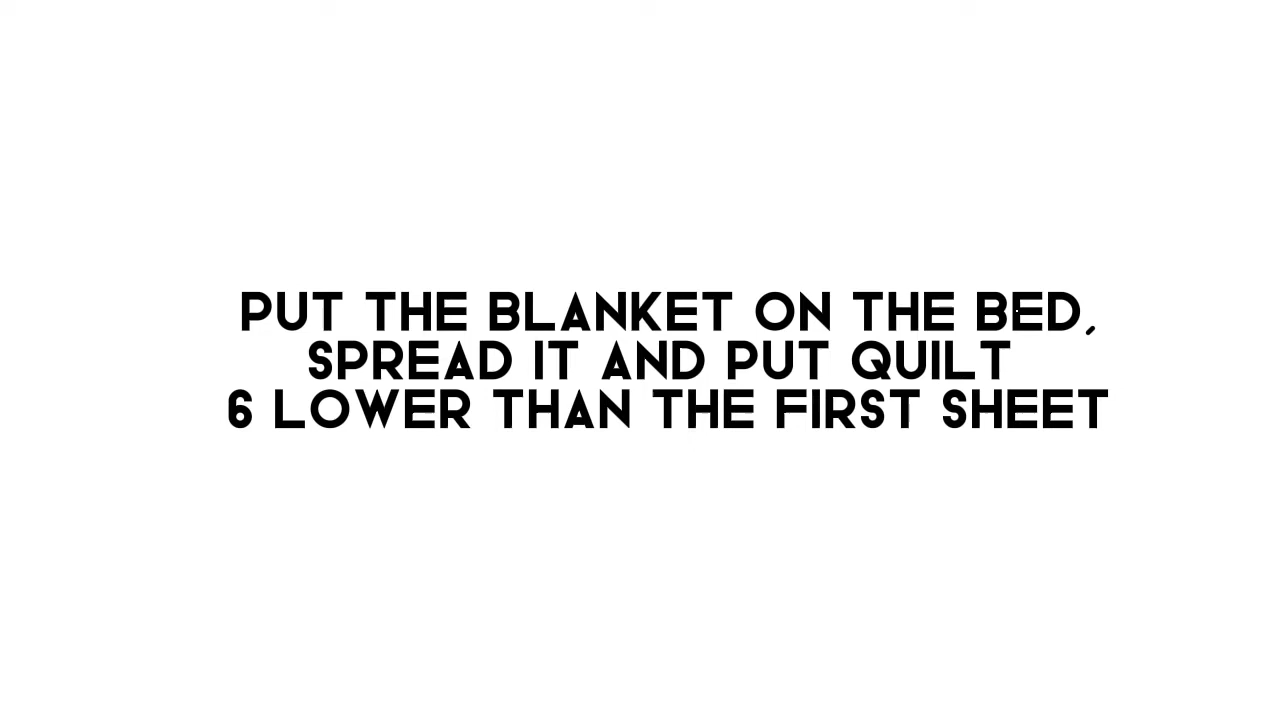 PUT THE BLANKET ON THE BED,
SPREAD IT AND PUT QUILT
6 LOWER THAN THE FIRST SHEET